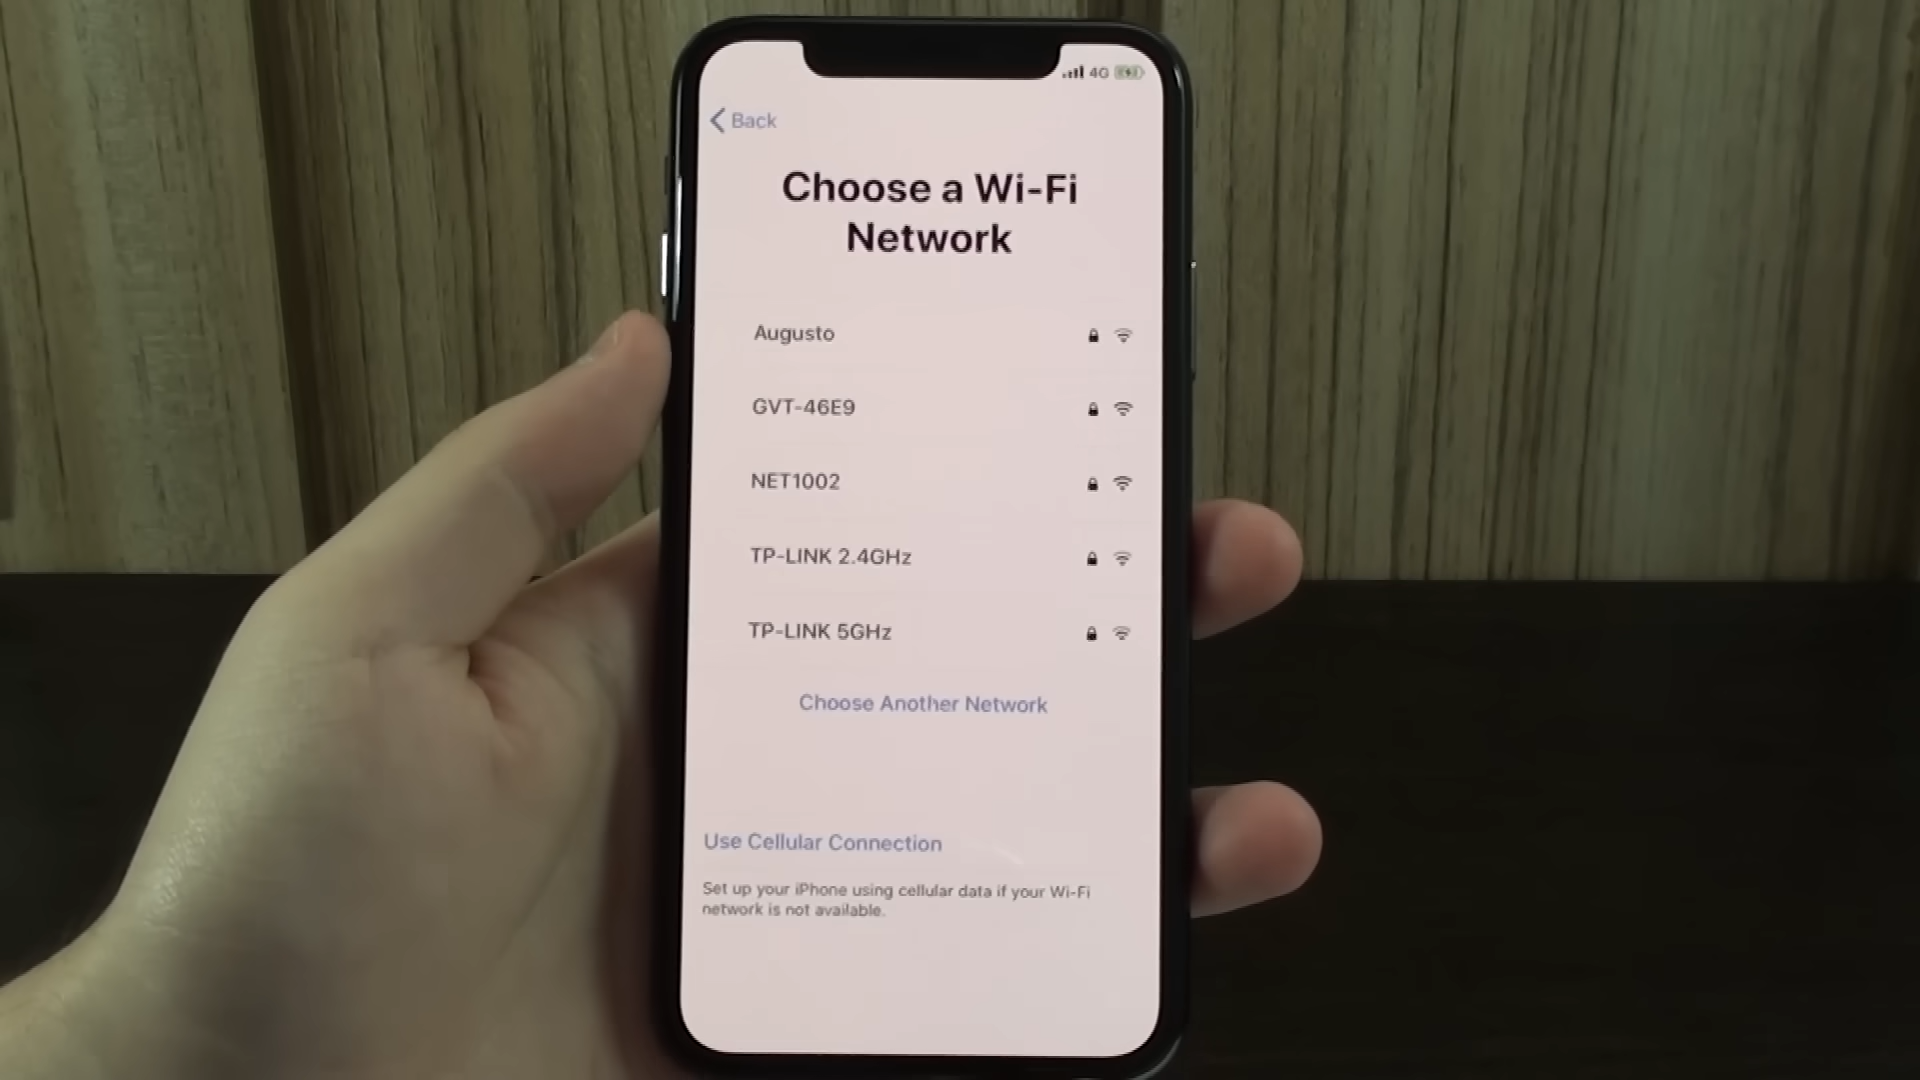 4G
Back
Choose a Wi-Fi
Network
Augusto
GVT-46E9
NET1002
TP-LINK 2.4GHz
TP-LINK 5GHz
Choose Another Network
Use Cellular Connection
Set up your iPhone using cellular data if your Wi-Fi
network is not available.